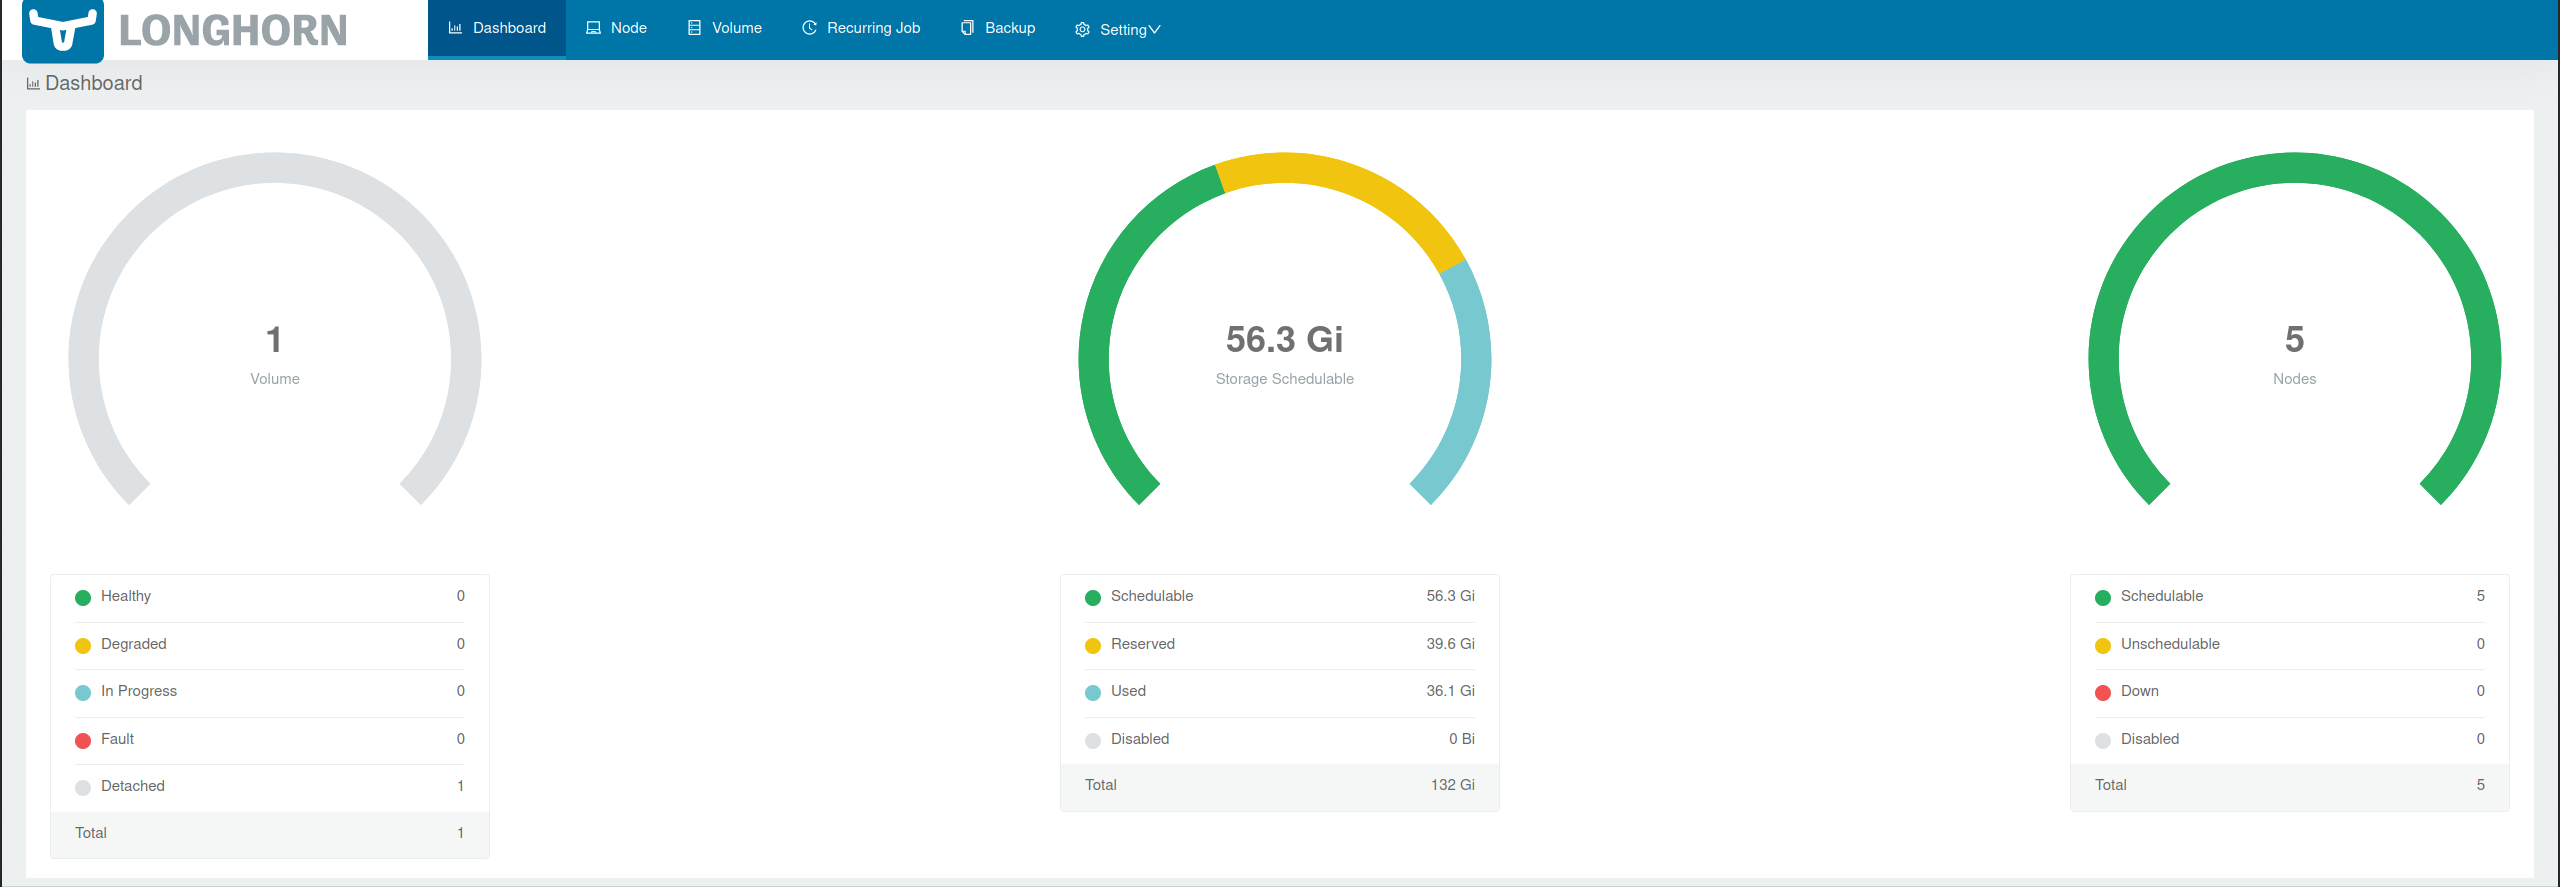 LONGHORN
Dashboard
Node
Volume
Recurring Job
Backup
Setting
Dashboard
1
Volume
Healthy 0
Degraded 0
In Progress 0
Fault 0
Detached 1
Total 1
56.3 Gi
Storage Schedulable
Schedulable 56.3 Gi
Reserved 39.6 Gi
Used 36.1 Gi
Disabled 0 Bi
Total 132 Gi
5
Nodes
Schedulable 5
Unschedulable 0
Down 0
Disabled 0
Total 5